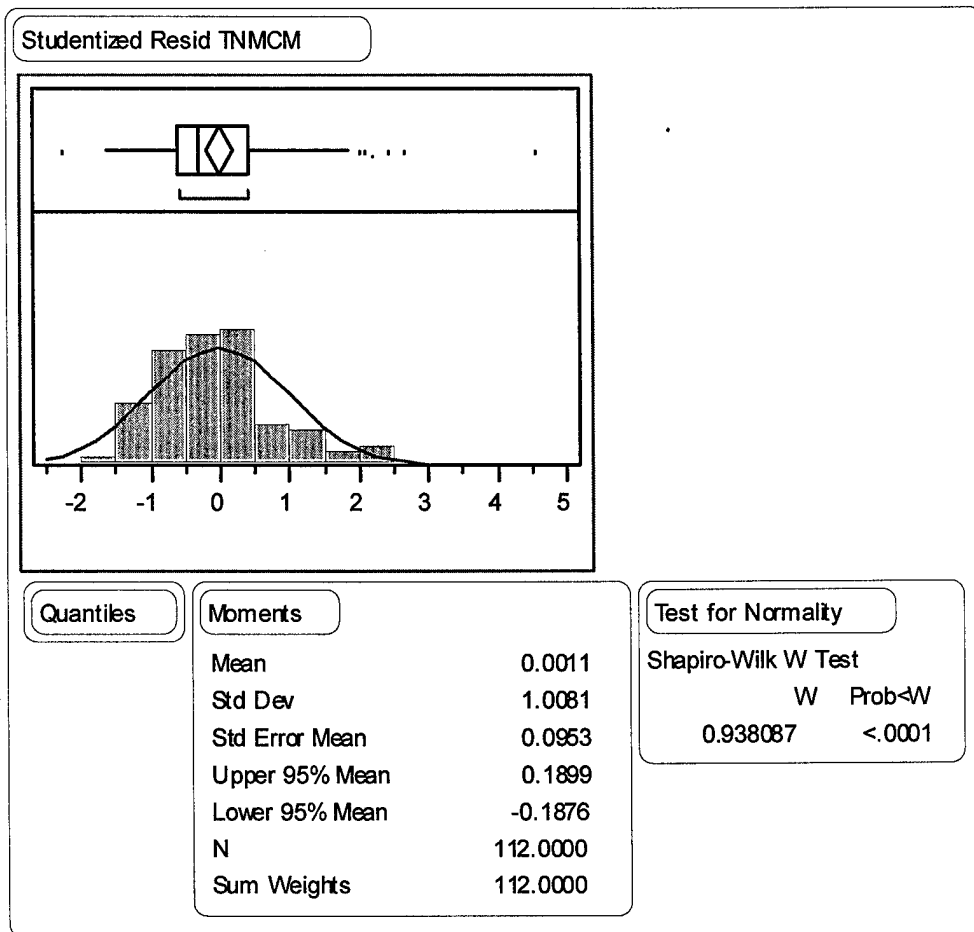 Studentized Resid TNMCM
-2 -1 0 1 2 3 4 5
Quantiles
Moments
Mean 0.0011
Std Dev 1.0081
Std Error Mean 0.0953
Upper 95% Mean 0.1899
Lower 95% Mean -0.1876
N 112.0000
Sum Weights 112.0000
Test for Normality
Shapiro-Wilk W Test
W Prob<W
0.938087 <.0001